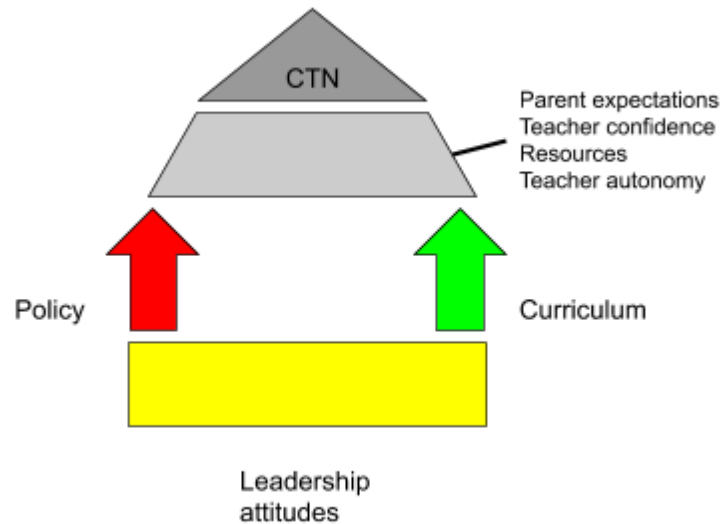 CTN
Parent expectations
Teacher confidence
Resources
Teacher autonomy
Policy
Curriculum
Leadership
attitudes